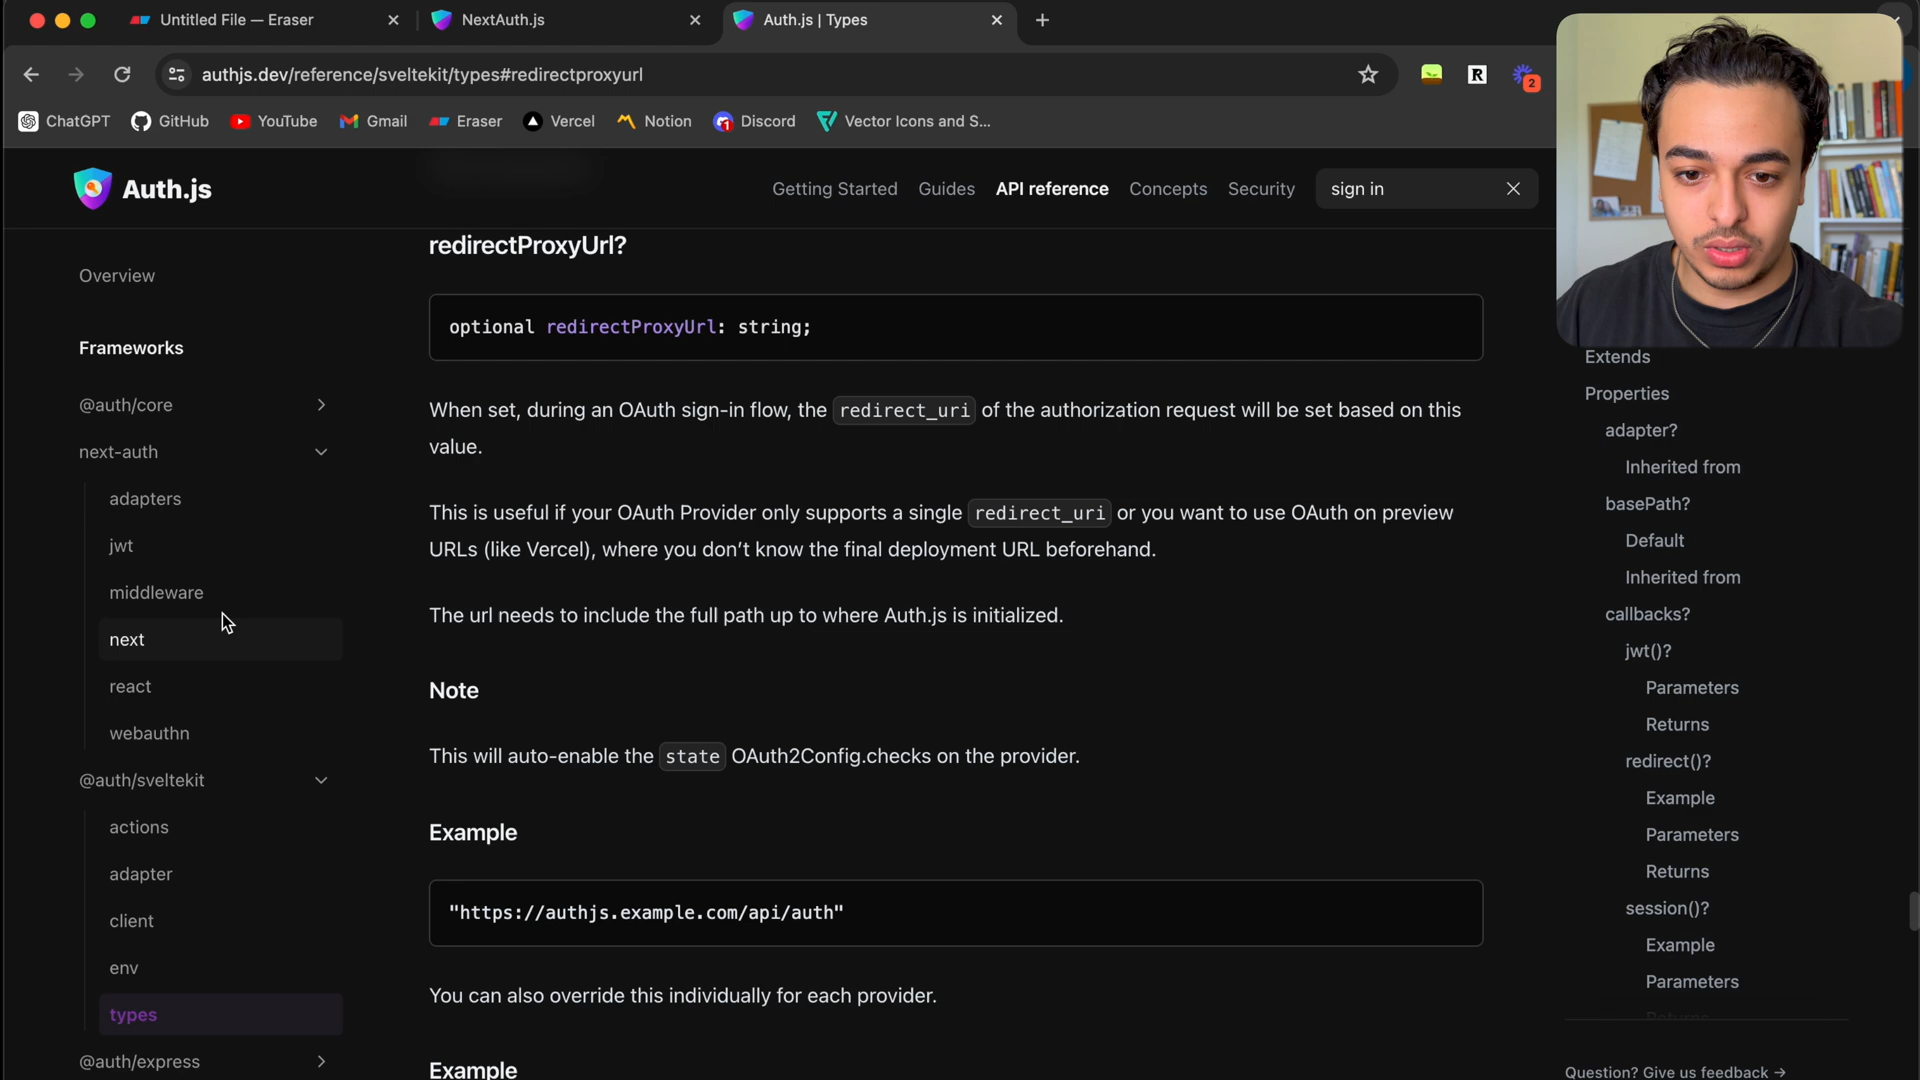 Untitled File — Eraser
NextAuth.js
Auth.js | Types
authjs.dev/reference/sveltekit/types#redirectproxyurl
R
2
ChatGPT
GitHub
YouTube
Gmail
Eraser
Vercel
Notion
1
Discord
Vector Icons and S...
Auth.js
Getting Started
Guides
API reference
Concepts
Security
sign in
Overview
Frameworks
@auth/core
next-auth
adapters
jwt
middleware
next
react
webauthn
@auth/sveltekit
actions
adapter
client
env
types
@auth/express
redirectProxyUrl?
optional redirectProxyUrl: string;
When set, during an OAuth sign-in flow, the redirect_uri of the authorization request will be set based on this
value.
This is useful if your OAuth Provider only supports a single redirect_uri or you want to use OAuth on preview
URLs (like Vercel), where you don’t know the final deployment URL beforehand.
The url needs to include the full path up to where Auth.js is initialized.
Note
This will auto-enable the state OAuth2Config.checks on the provider.
Example
"https://authjs.example.com/api/auth"
You can also override this individually for each provider.
Example
Extends
Properties
adapter?
Inherited from
basePath?
Default
Inherited from
callbacks?
jwt()?
Parameters
Returns
redirect()?
Example
Parameters
Returns
session()?
Example
Parameters
Returns
Question? Give us feedback →